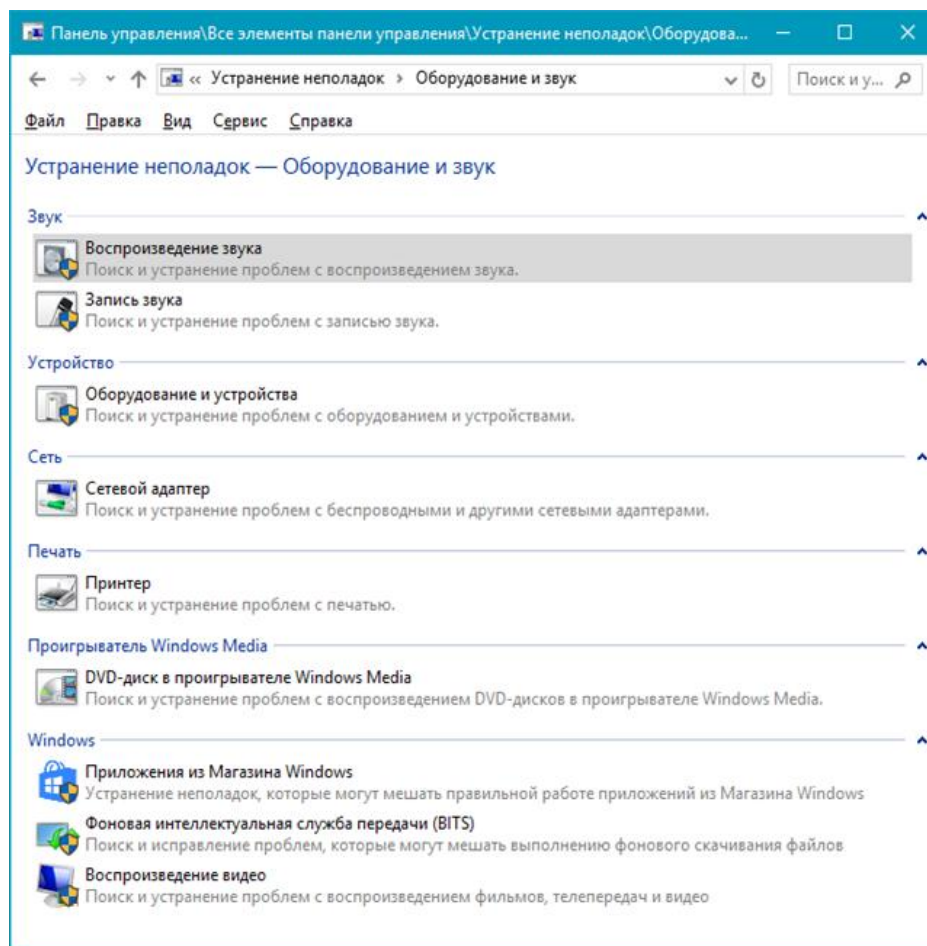 Панель управления\Все элементы панели управления\Устранение неполадок\Оборудова...
« Устранение неполадок › Оборудование и звук
Поиск и у...
Файл Правка Вид Сервис Справка
Устранение неполадок — Оборудование и звук
Звук
Воспроизведение звука
Поиск и устранение проблем с воспроизведением звука.
Запись звука
Поиск и устранение проблем с записью звука.
Устройство
Оборудование и устройства
Поиск и устранение проблем с оборудованием и устройствами.
Сеть
Сетевой адаптер
Поиск и устранение проблем с беспроводными и другими сетевыми адаптерами.
Печать
Принтер
Поиск и устранение проблем с печатью.
Проигрыватель Windows Media
DVD-диск в проигрывателе Windows Media
Поиск и устранение проблем с воспроизведением DVD-дисков в проигрывателе Windows Media.
Windows
Приложения из Магазина Windows
Устранение неполадок, которые могут мешать правильной работе приложений из Магазина Windows
Фоновая интеллектуальная служба передачи (BITS)
Поиск и исправление проблем, которые могут мешать выполнению фонового скачивания файлов
Воспроизведение видео
Поиск и устранение проблем с воспроизведением фильмов, телепередач и видео